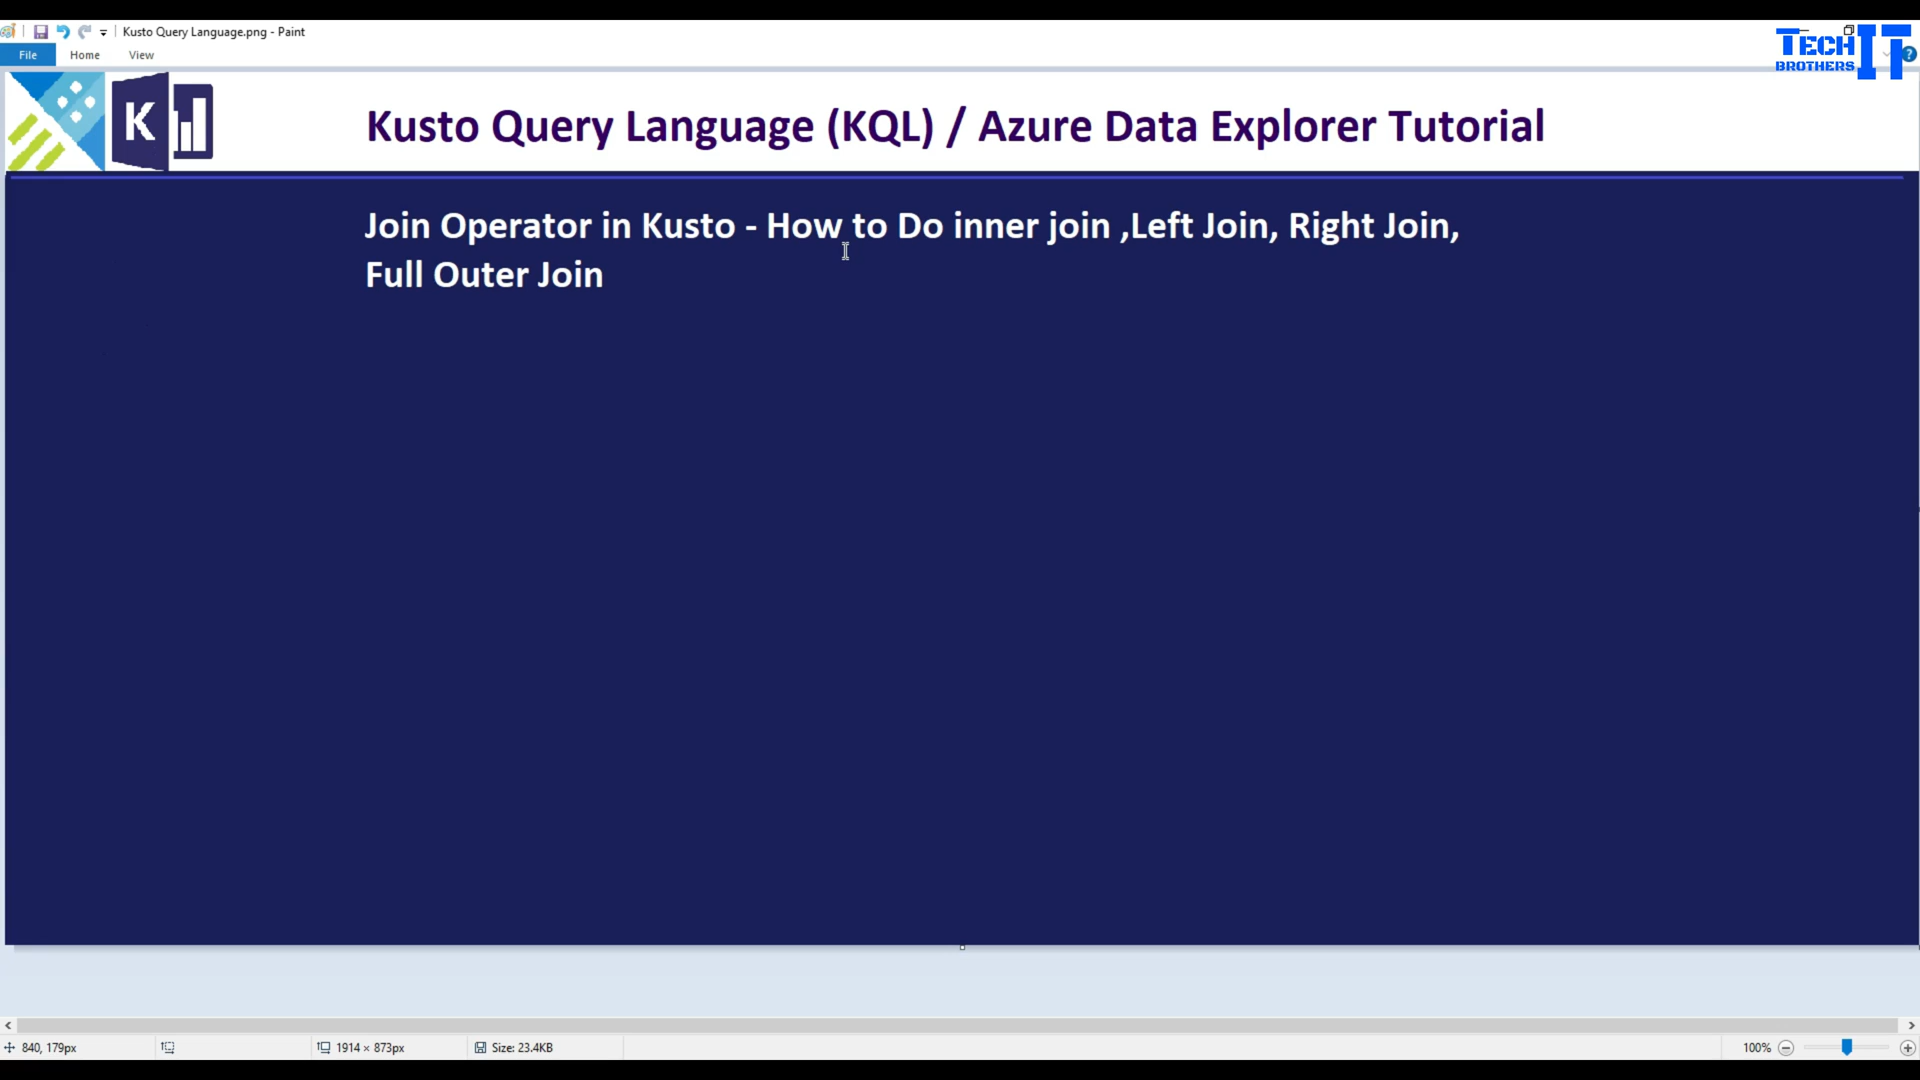 Kusto Query Language.png - Paint
File Home View
TECH IT
BROTHERS
K
Kusto Query Language (KQL) / Azure Data Explorer Tutorial
Join Operator in Kusto - How to Do inner join ,Left Join, Right Join,
Full Outer Join
840, 179px
1914 × 873px
Size: 23.4KB
100%